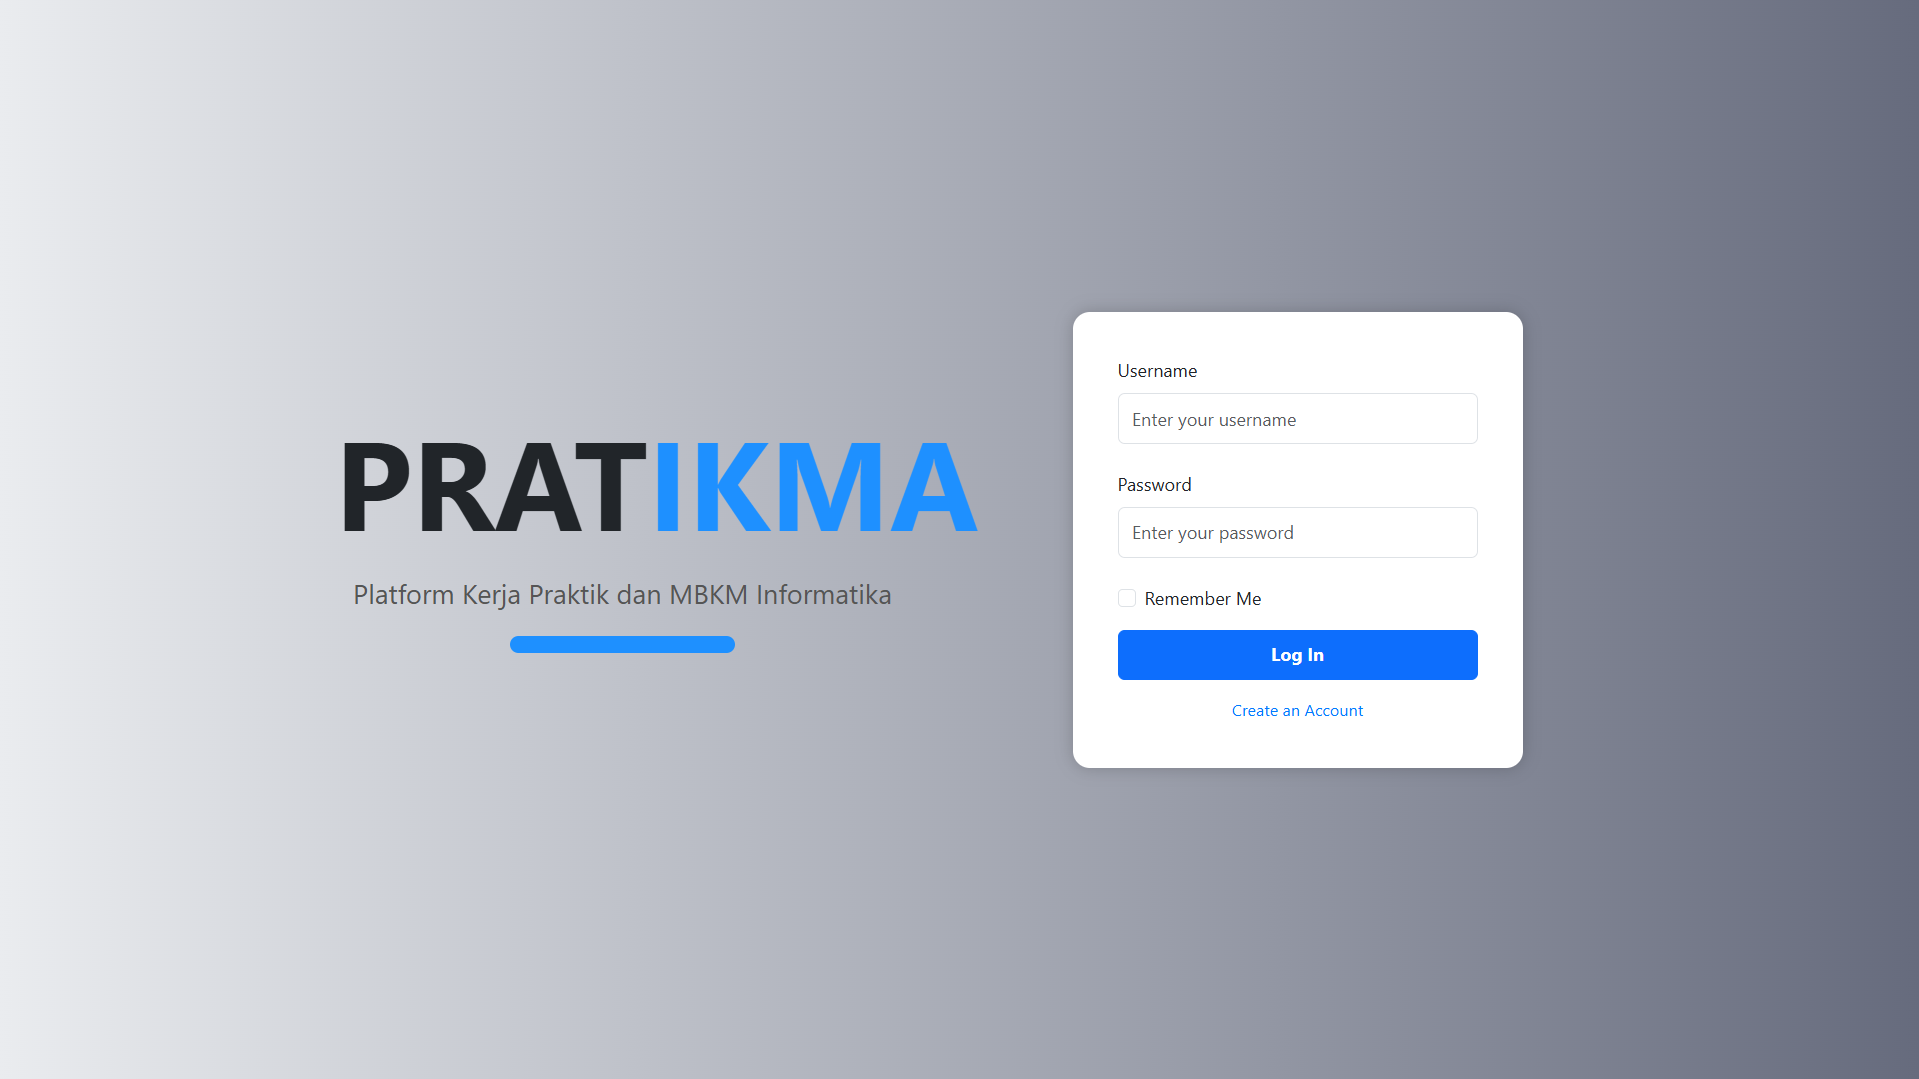 PRATIKMA
Platform Kerja Praktik dan MBKM Informatika
Username
Enter your username
Password
Enter your password
Remember Me
Log In
Create an Account